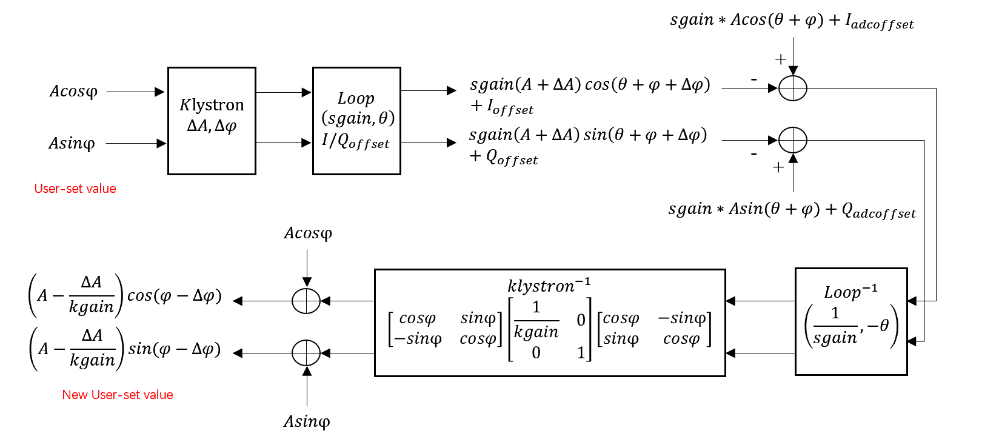 sgain ∗ Acos(θ + φ) + I_adcoffset
+
Acosφ
Klystron
ΔA, Δφ
Loop
(sgain, θ)
I/Q_offset
sgain(A + ΔA) cos(θ + φ + Δφ)
+ I_offset
-
Asinφ
sgain(A + ΔA) sin(θ + φ + Δφ)
+ Q_offset
-
+
User-set value
sgain ∗ Asin(θ + φ) + Q_adcoffset
Acosφ
(A − ΔA/kgain) cos(φ − Δφ)
(A − ΔA/kgain) sin(φ − Δφ)
New User-set value
Asinφ
klystron⁻¹
[cosφ sinφ] [1/kgain 0] [cosφ −sinφ]
[−sinφ cosφ] [0 1] [sinφ cosφ]
Loop⁻¹
(1/sgain, −θ)